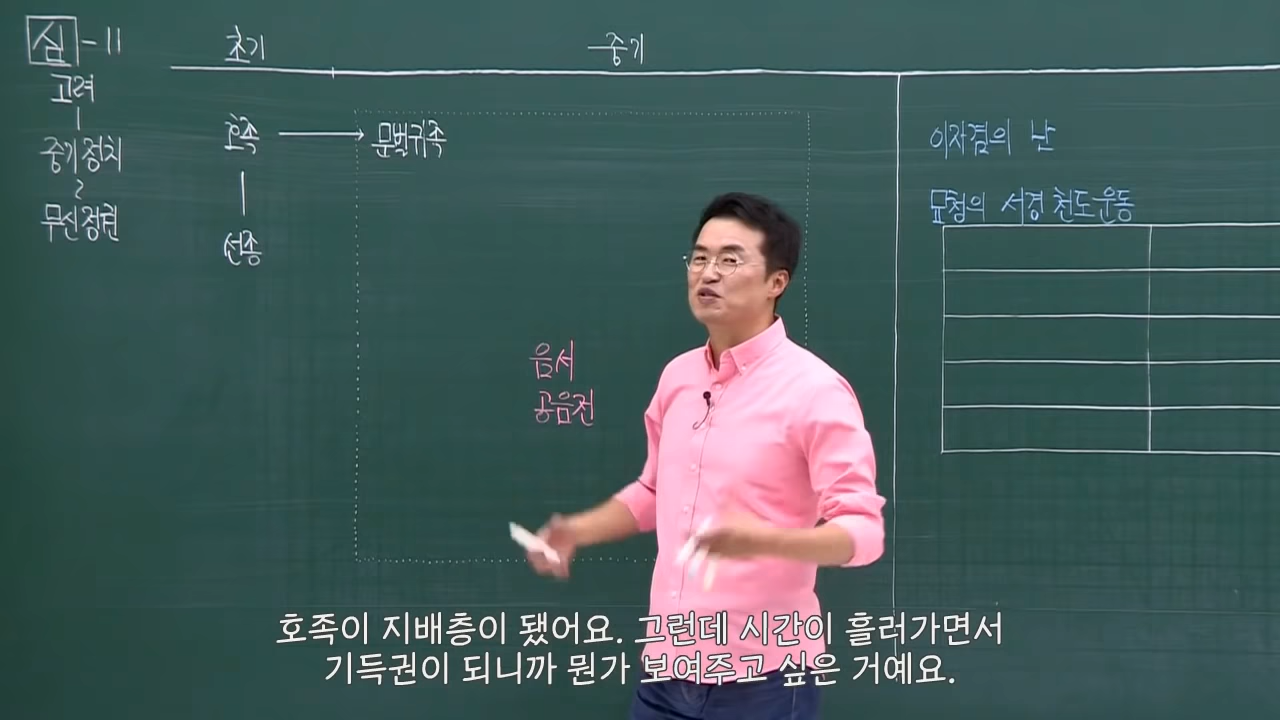 심-11
고려
중기정치
~
무신정권
초기
호족 → 문벌귀족
선종
중기
음서
공음전
이자겸의 난
묘청의 서경 천도운동
호족이 지배층이 됐어요. 그런데 시간이 흘러가면서
기득권이 되니까 뭔가 보여주고 싶은 거예요.